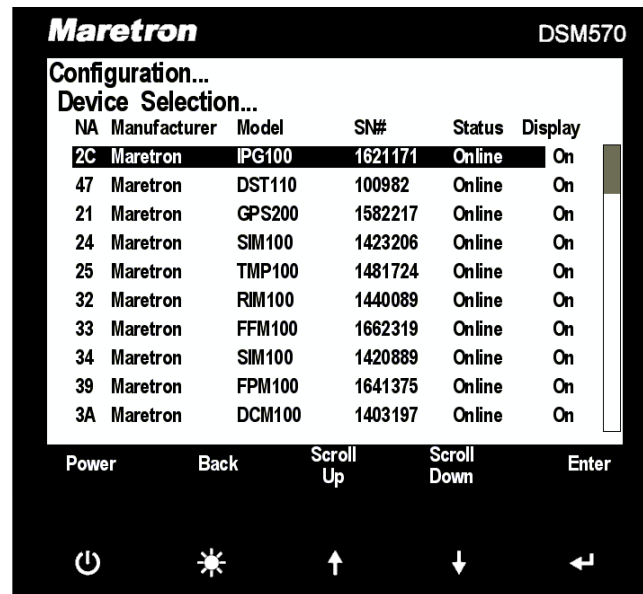 Maretron DSM570
Configuration...
Device Selection...
NA Manufacturer Model SN# Status Display
2C Maretron IPG100 1621171 Online On
47 Maretron DST110 100982 Online On
21 Maretron GPS200 1582217 Online On
24 Maretron SIM100 1423206 Online On
25 Maretron TMP100 1481724 Online On
32 Maretron RIM100 1440089 Online On
33 Maretron FFM100 1662319 Online On
34 Maretron SIM100 1420889 Online On
39 Maretron FPM100 1641375 Online On
3A Maretron DCM100 1403197 Online On
Power Back Scroll Up Scroll Down Enter